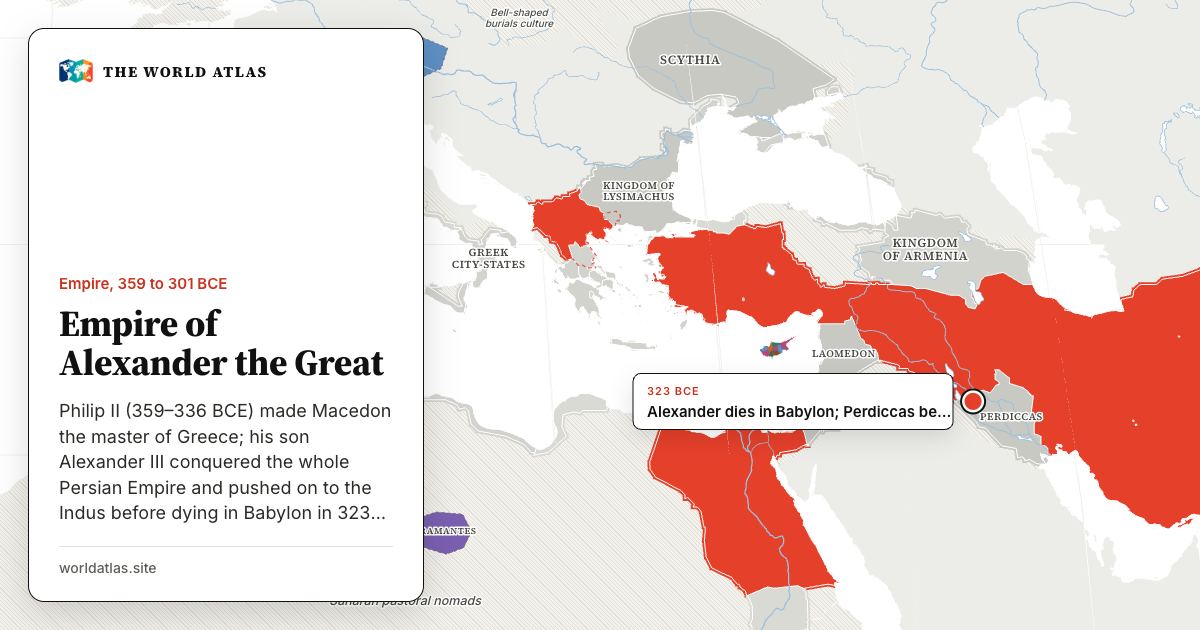 THE WORLD ATLAS
Empire, 359 to 301 BCE
Empire of
Alexander the Great
Philip II (359–336 BCE) made Macedon
the master of Greece; his son
Alexander III conquered the whole
Persian Empire and pushed on to the
Indus before dying in Babylon in 323…
worldatlas.site
Bell-shaped
burials culture
SCYTHIA
KINGDOM OF
LYSIMACHUS
GREEK
CITY-STATES
KINGDOM
OF ARMENIA
LAOMEDON
323 BCE
Alexander dies in Babylon; Perdiccas be…
PERDICCAS
RAMANTES
Saharan pastoral nomads